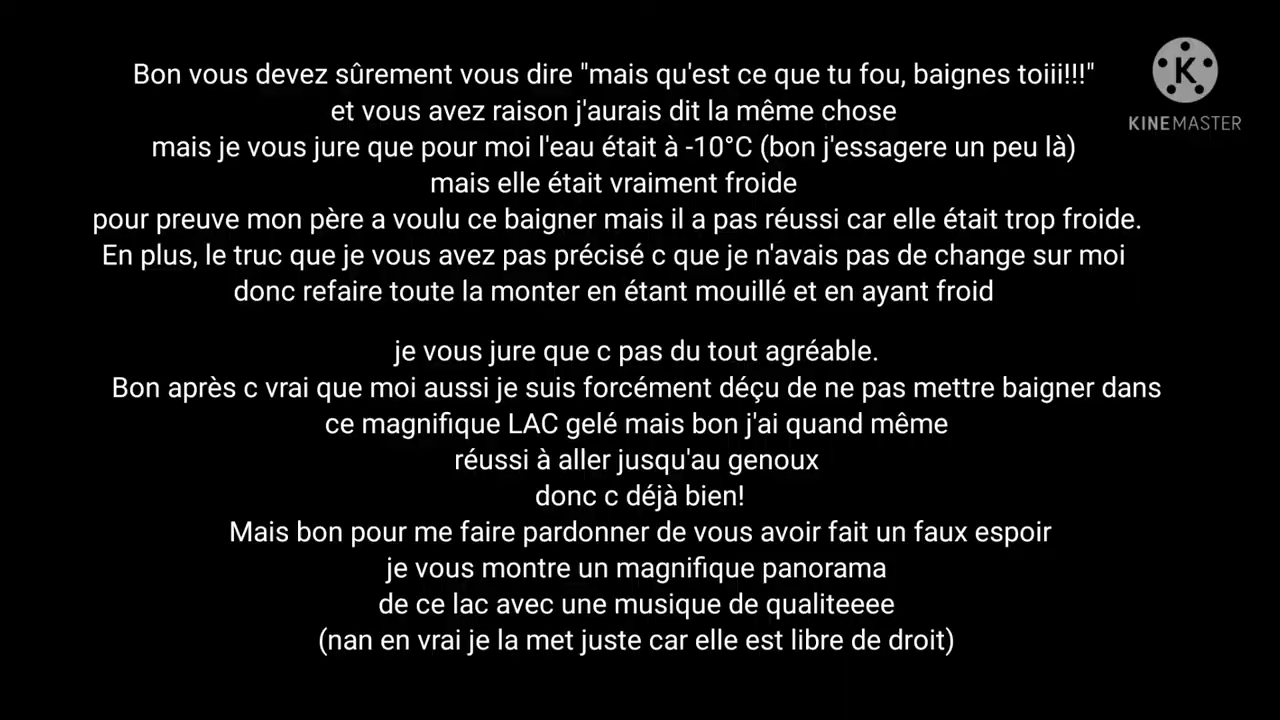 Bon vous devez sûrement vous dire "mais qu'est ce que tu fou, baignes toiii!!!"
et vous avez raison j'aurais dit la même chose
mais je vous jure que pour moi l'eau était à -10°C (bon j'essagere un peu là)
mais elle était vraiment froide
pour preuve mon père a voulu ce baigner mais il a pas réussi car elle était trop froide.
En plus, le truc que je vous avez pas précisé c que je n'avais pas de change sur moi
donc refaire toute la monter en étant mouillé et en ayant froid
je vous jure que c pas du tout agréable.
Bon après c vrai que moi aussi je suis forcément déçu de ne pas mettre baigner dans
ce magnifique LAC gelé mais bon j'ai quand même
réussi à aller jusqu'au genoux
donc c déjà bien!
Mais bon pour me faire pardonner de vous avoir fait un faux espoir
je vous montre un magnifique panorama
de ce lac avec une musique de qualiteeee
(nan en vrai je la met juste car elle est libre de droit)
K
KINEMASTER